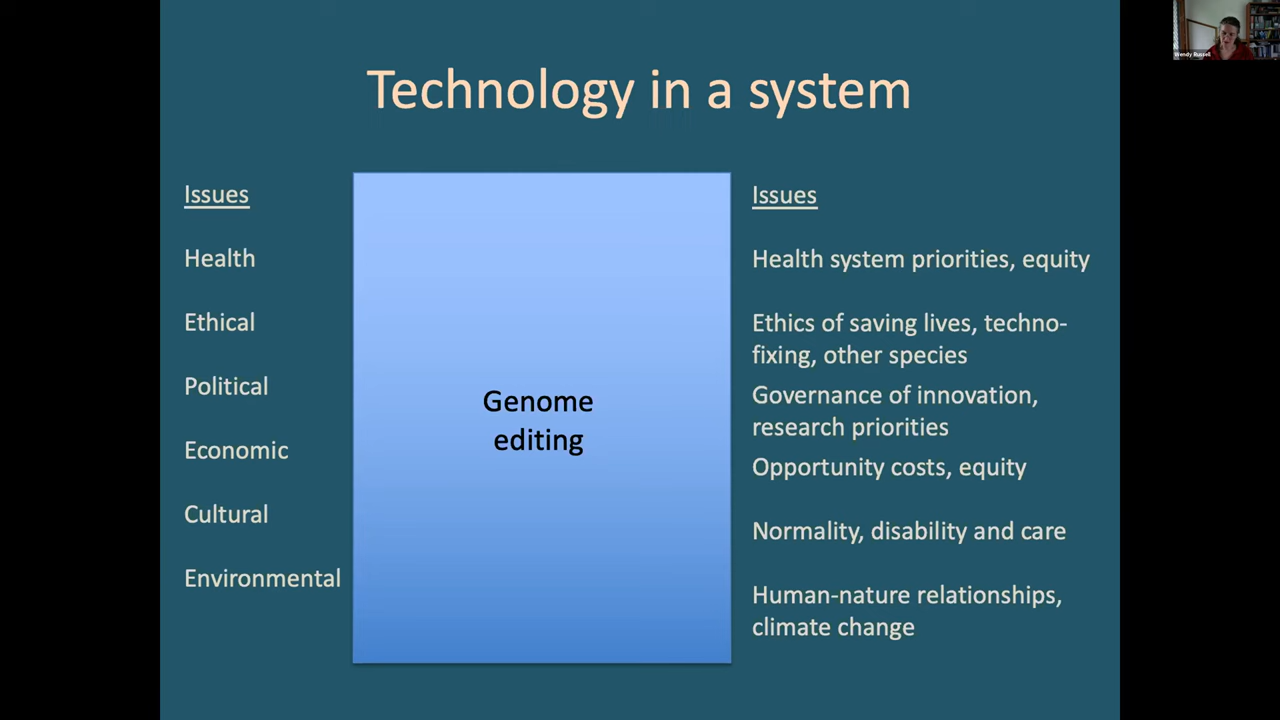 Technology in a system
Issues
Health
Ethical
Political
Economic
Cultural
Environmental
Genome
editing
Issues
Health system priorities, equity
Ethics of saving lives, techno-
fixing, other species
Governance of innovation,
research priorities
Opportunity costs, equity
Normality, disability and care
Human-nature relationships,
climate change
Wendy Russell